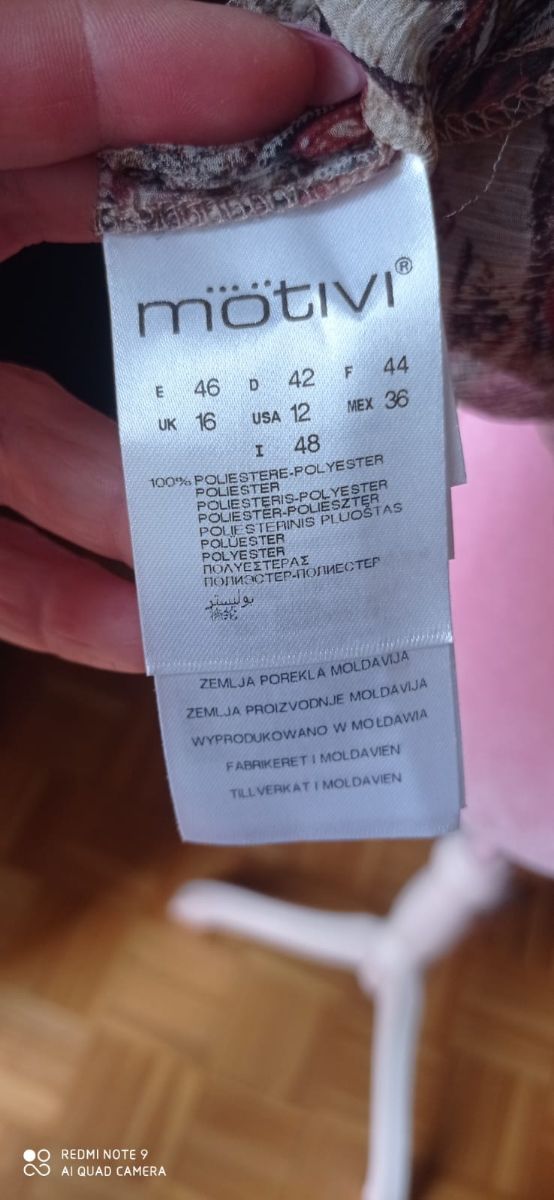 mötivi®
E 46 D 42 F 44
UK 16 USA 12 MEX 36
I 48
100% POLIESTERE-POLYESTER
POLIESTER
POLIESTERIS-POLYESTER
POLIESTER-POLIÉSZTER
POLIESTERINIS PLUOŠTAS
POLÜESTER
POLYESTER
ΠΟΛΥΕΣΤΕΡΑΣ
ПОЛИЭСТЕР-ПОЛИЕСТЕР
بوليستر
ZEMLJA POREKLA MOLDAVIJA
ZEMLJA PROIZVODNJE MOLDAVIJA
WYPRODUKOWANO W MOŁDAWIA
FABRIKERET I MOLDAVIEN
TILLVERKAT I MOLDAVIEN
REDMI NOTE 9
AI QUAD CAMERA